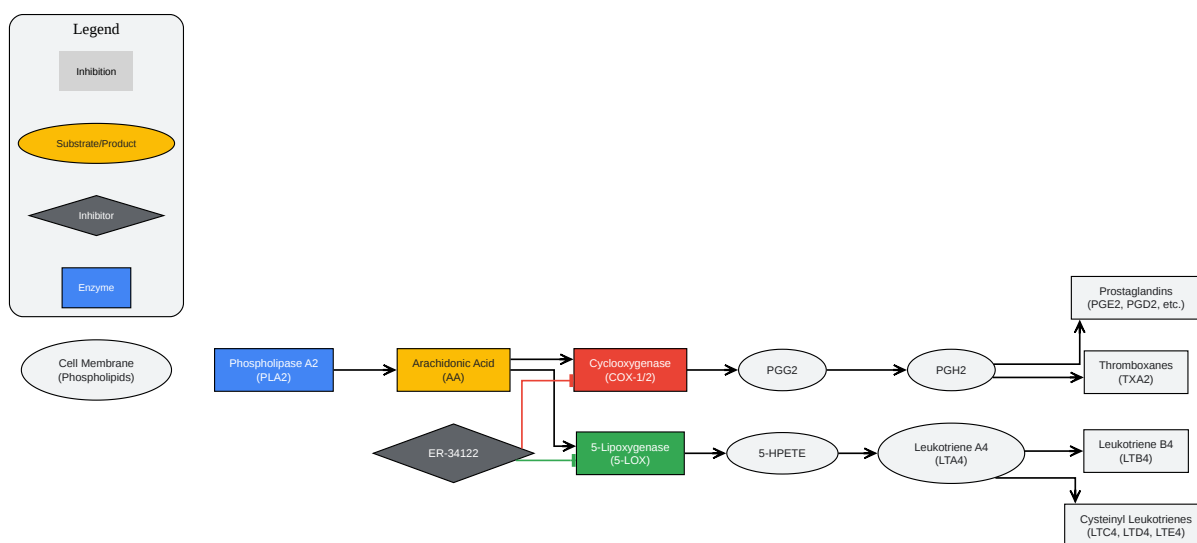 Legend
Inhibition
Substrate/Product
Inhibitor
Enzyme
Cell Membrane
(Phospholipids)
Phospholipase A2
(PLA2)
Arachidonic Acid
(AA)
Cyclooxygenase
(COX-1/2)
PGG2
PGH2
Prostaglandins
(PGE2, PGD2, etc.)
Thromboxanes
(TXA2)
ER-34122
5-Lipoxygenase
(5-LOX)
5-HPETE
Leukotriene A4
(LTA4)
Leukotriene B4
(LTB4)
Cysteinyl Leukotrienes
(LTC4, LTD4, LTE4)